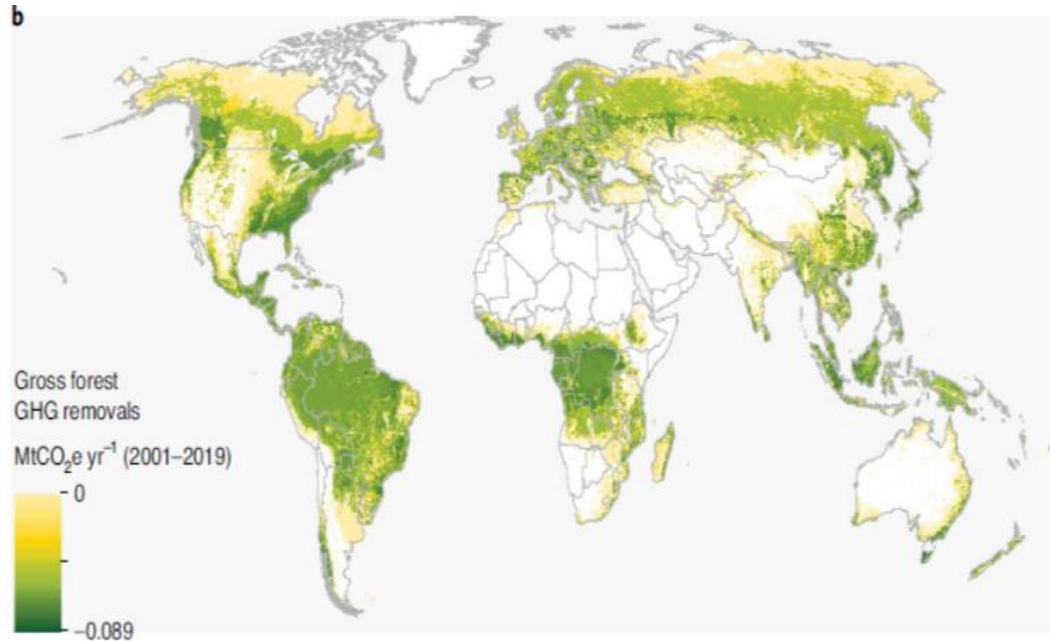 b
Gross forest
GHG removals
MtCO₂e yr⁻¹ (2001–2019)
0
−0.089